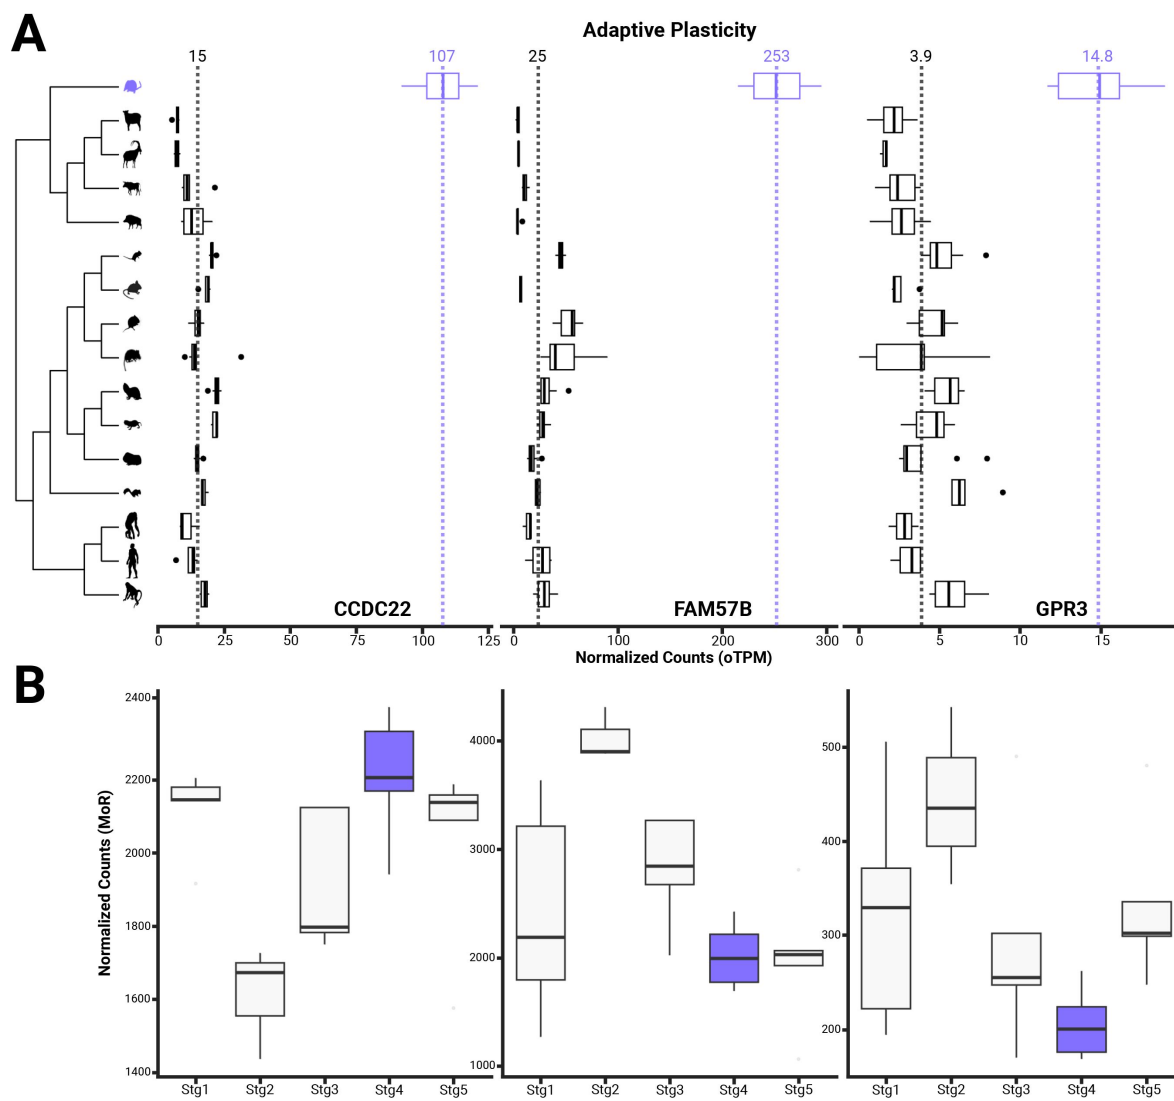 A
Adaptive Plasticity
15 107 25 253 3.9 14.8
CCDC22 FAM57B GPR3
0 25 50 75 100 125 0 100 200 300 0 5 10 15
Normalized Counts (oTPM)
B
Normalized Counts (MoR)
2400
2200
2000
1800
1600
1400
4000
3000
2000
1000
500
400
300
200
Stg1 Stg2 Stg3 Stg4 Stg5 Stg1 Stg2 Stg3 Stg4 Stg5 Stg1 Stg2 Stg3 Stg4 Stg5